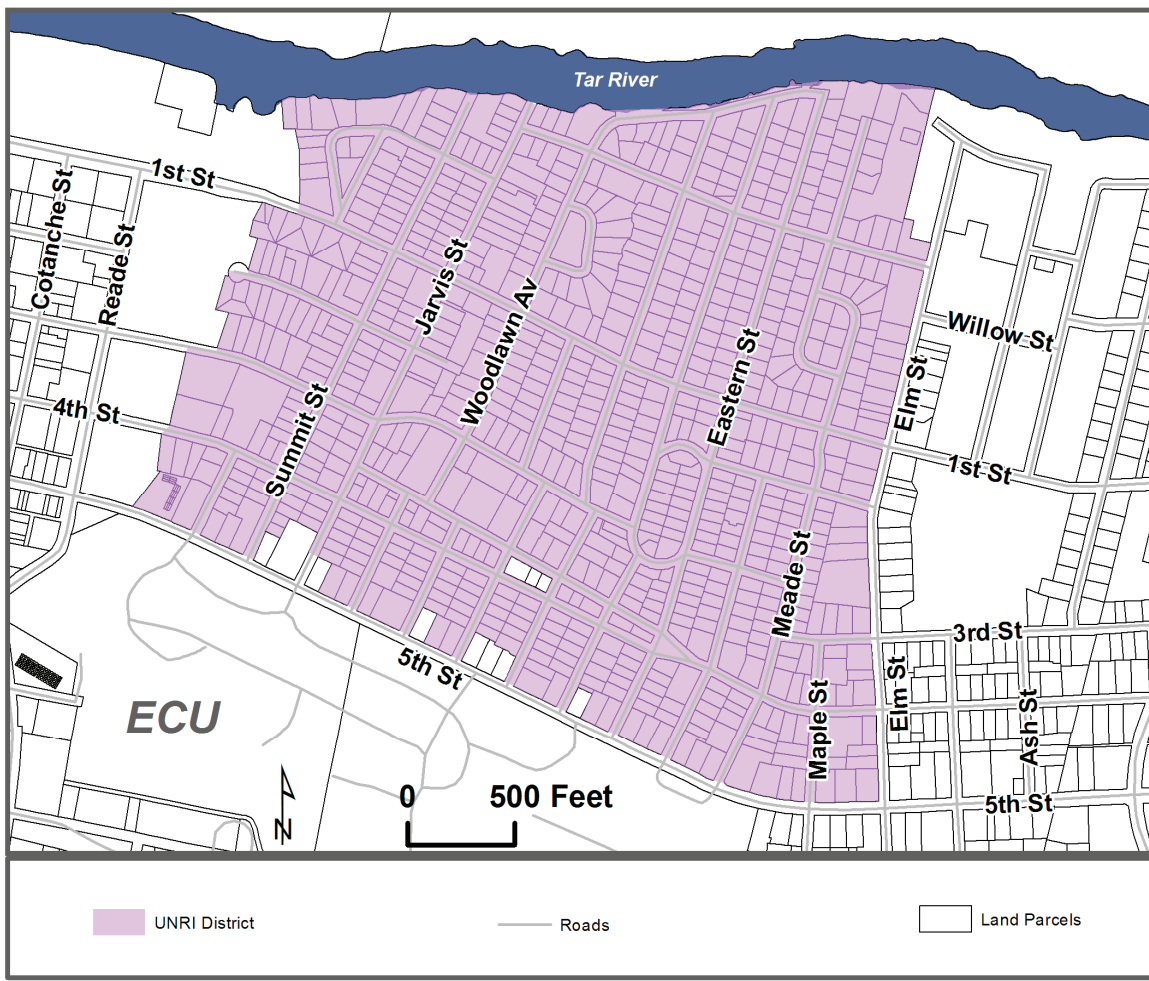 Tar River
1st St
Cotanche St
Reade St
Jarvis St
Woodlawn Av
Willow St
Eastern St
Elm St
4th St
Summit St
1st St
Meade St
3rd St
5th St
Elm St
Maple St
Ash St
ECU
0 500 Feet
N
5th St
UNRI District
Roads
Land Parcels